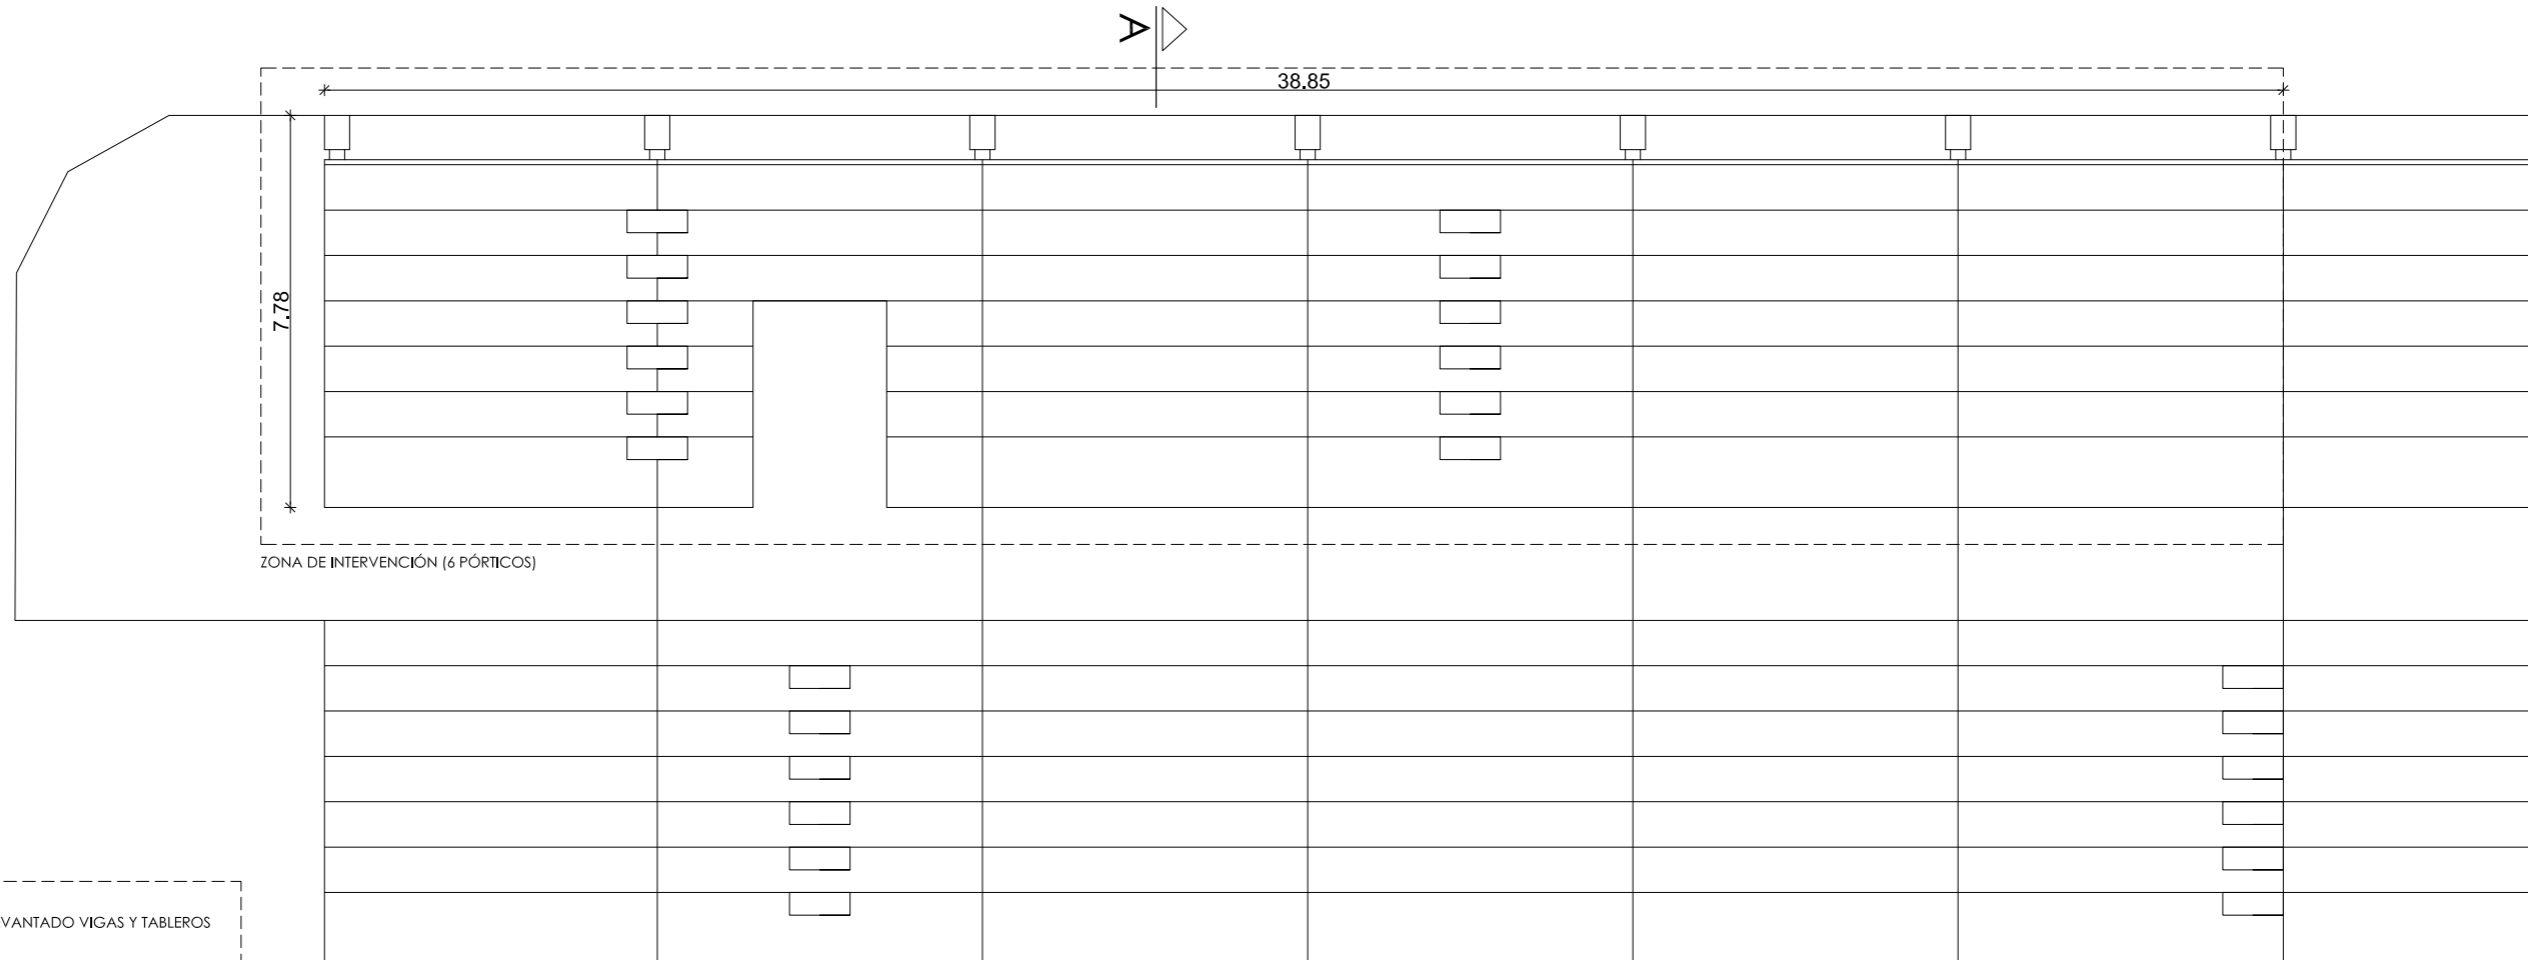 A
38.85
7.78
ZONA DE INTERVENCIÓN (6 PÓRTICOS)
VANTADO VIGAS Y TABLEROS